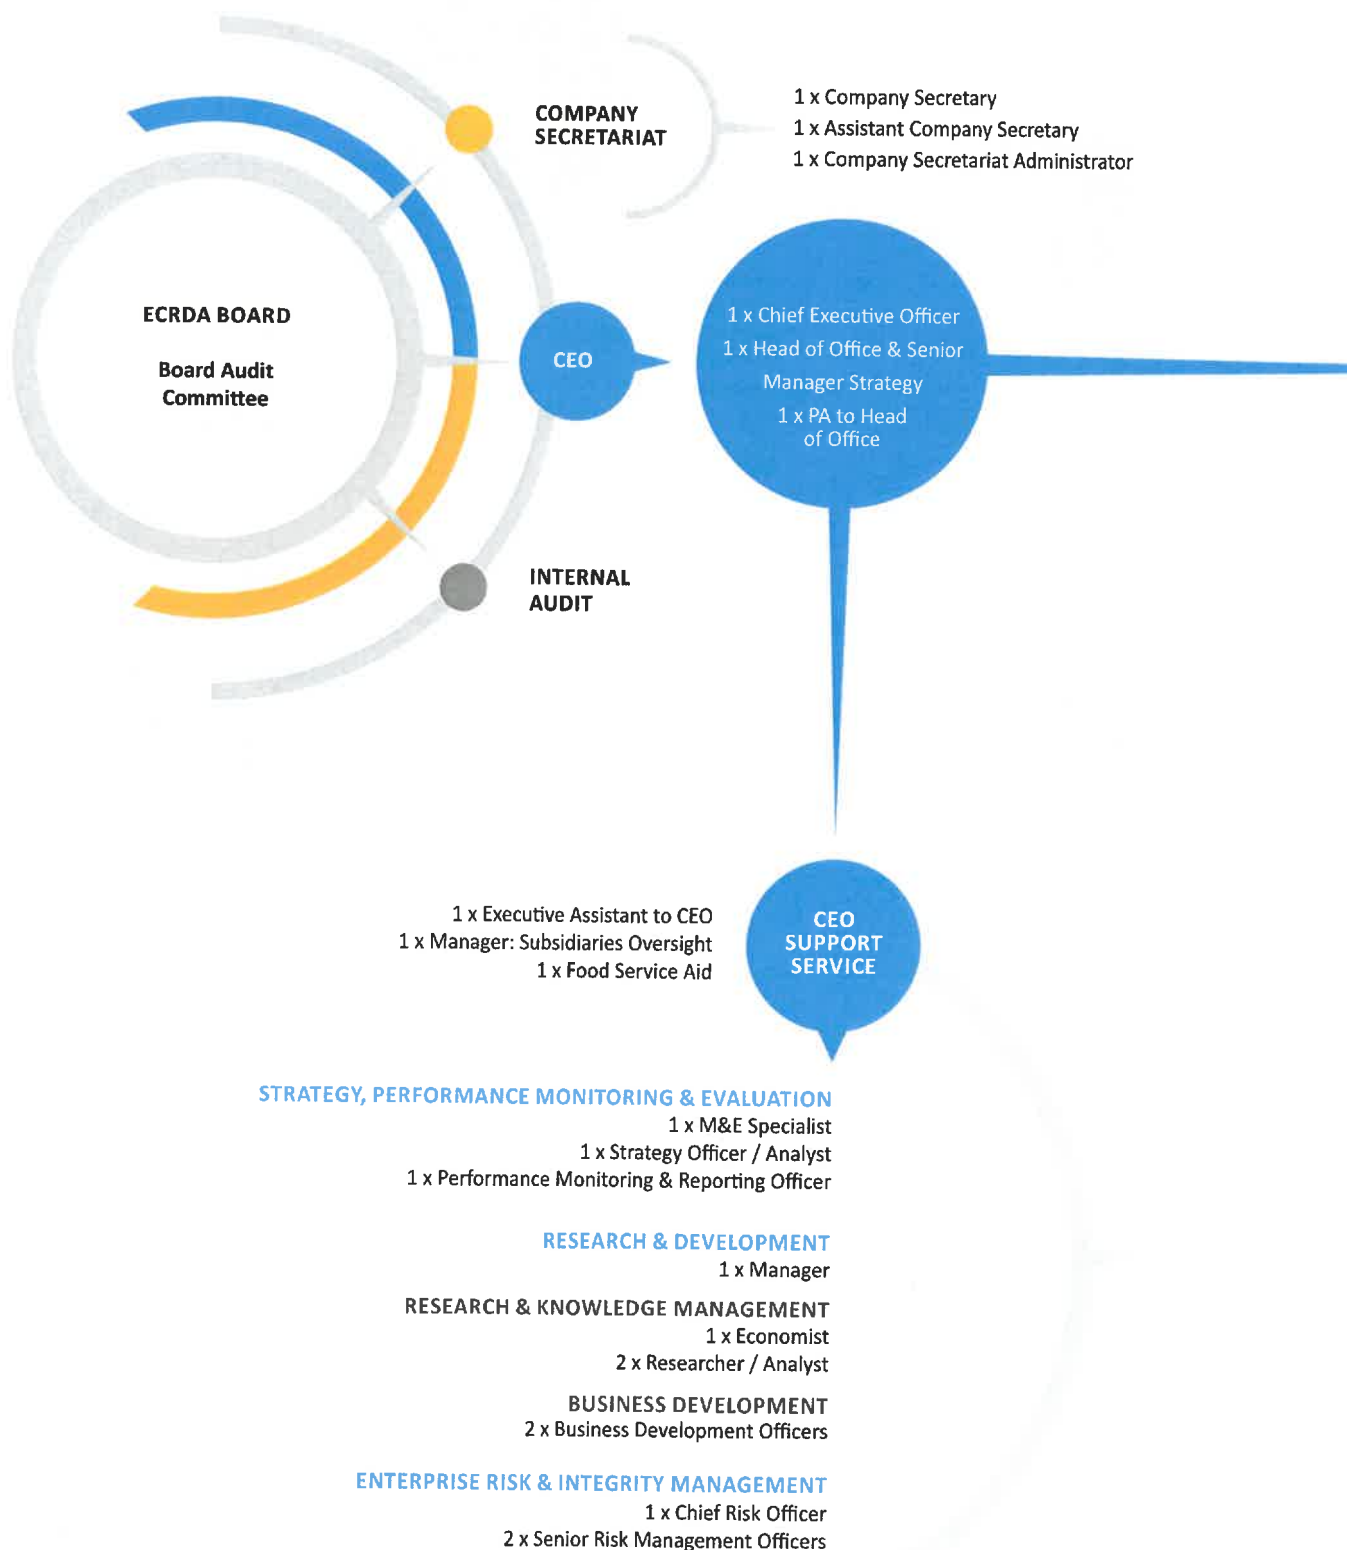 COMPANY
SECRETARIAT
1 x Company Secretary
1 x Assistant Company Secretary
1 x Company Secretariat Administrator
ECRDA BOARD
Board Audit
Committee
CEO
1 x Chief Executive Officer
1 x Head of Office & Senior
Manager Strategy
1 x PA to Head
of Office
INTERNAL
AUDIT
1 x Executive Assistant to CEO
1 x Manager: Subsidiaries Oversight
1 x Food Service Aid
CEO
SUPPORT
SERVICE
STRATEGY, PERFORMANCE MONITORING & EVALUATION
1 x M&E Specialist
1 x Strategy Officer / Analyst
1 x Performance Monitoring & Reporting Officer
RESEARCH & DEVELOPMENT
1 x Manager
RESEARCH & KNOWLEDGE MANAGEMENT
1 x Economist
2 x Researcher / Analyst
BUSINESS DEVELOPMENT
2 x Business Development Officers
ENTERPRISE RISK & INTEGRITY MANAGEMENT
1 x Chief Risk Officer
2 x Senior Risk Management Officers